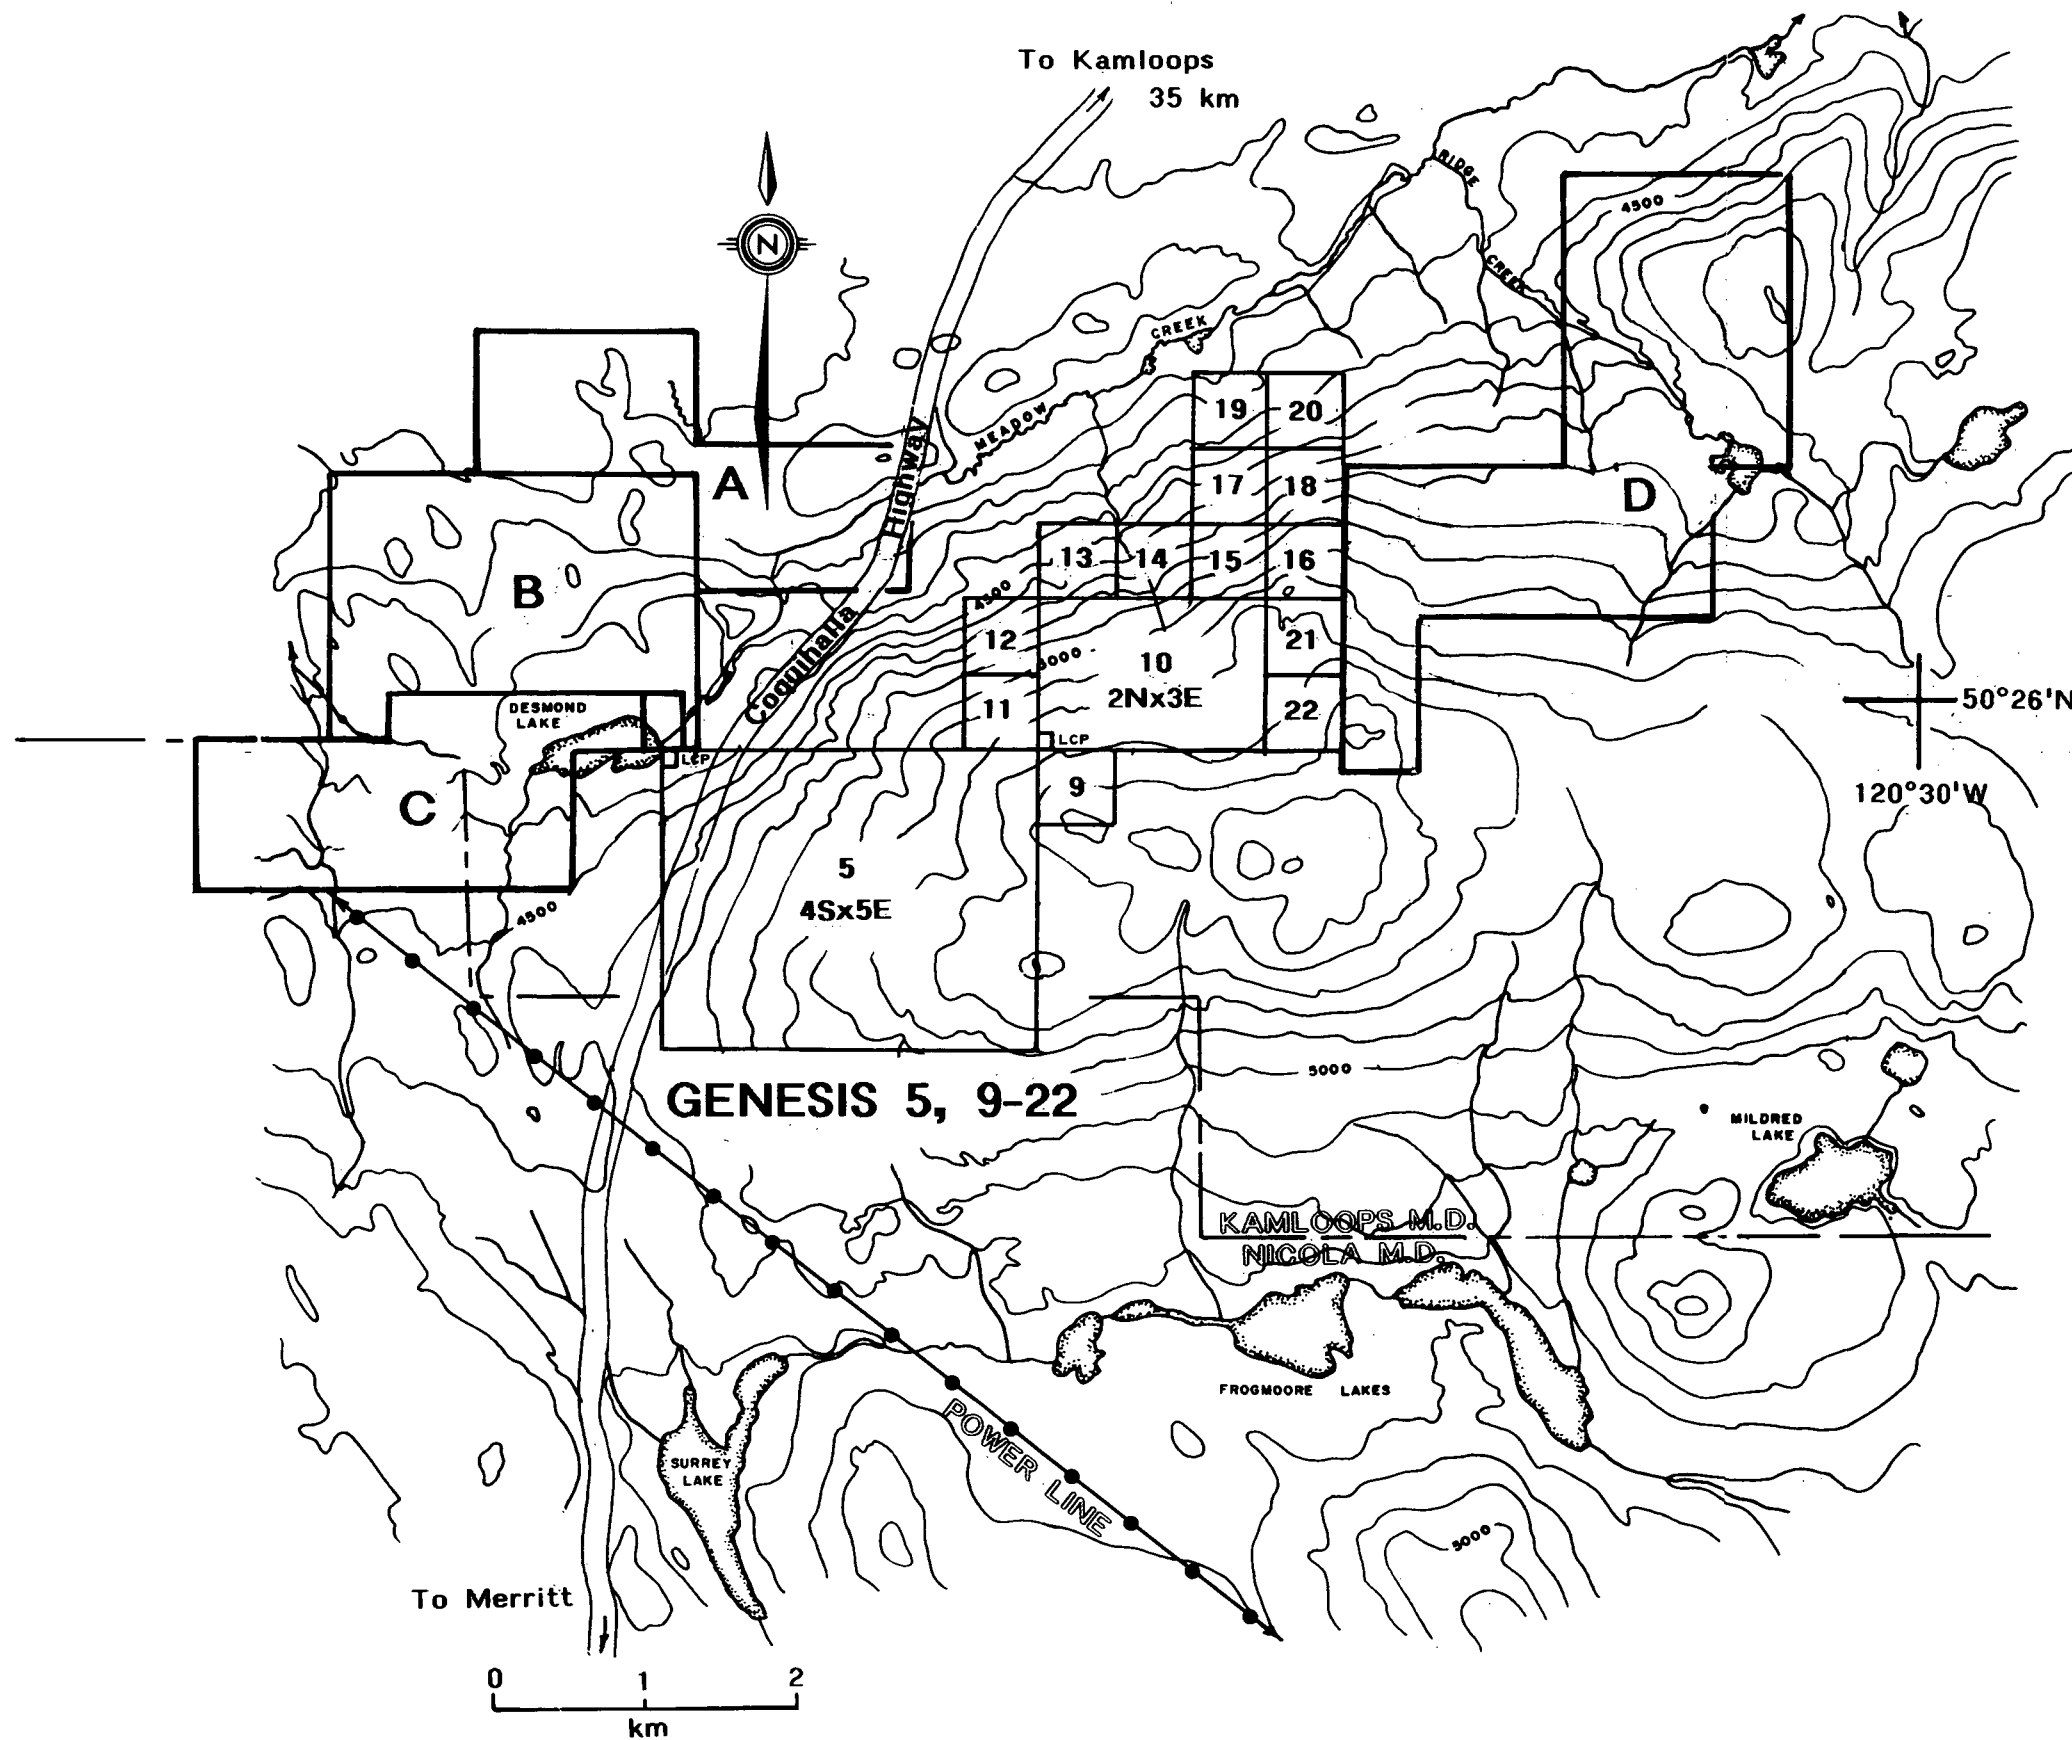 To Kamloops
35 km
N
RIDGE
CREEK
4500
CREEK
MEADOW
19
20
A
Highway
17
18
D
13
14
15
16
B
4500
12
21
Coquihalla
5000
10
2Nx3E
50°26'N
DESMOND
LAKE
11
22
LCP
LCP
9
120°30'W
C
5
4Sx5E
4500
GENESIS 5, 9-22
5000
MILDRED
LAKE
KAMLOOPS M.D.
NICOLA M.D.
FROGMOORE LAKES
POWER LINE
SURREY
LAKE
5000
To Merritt
0 1 2
km